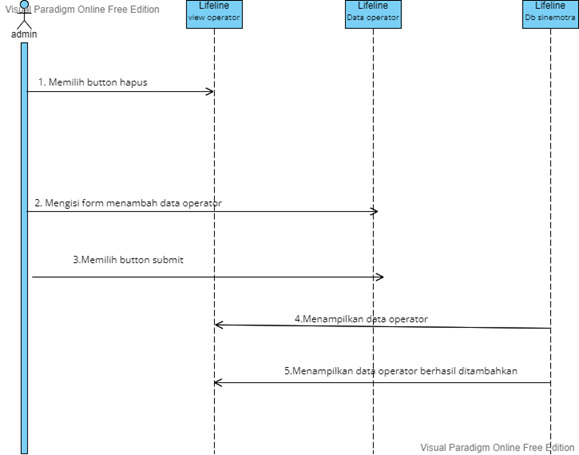 Visual Paradigm Online Free Edition
admin
Lifeline
view operator
Lifeline
Data operator
Lifeline
Db sinemotra
1. Memilih button hapus
2. Mengisi form menambah data operator
3.Memilih button submit
4.Menampilkan data operator
5.Menampilkan data operator berhasil ditambahkan
Visual Paradigm Online Free Edition